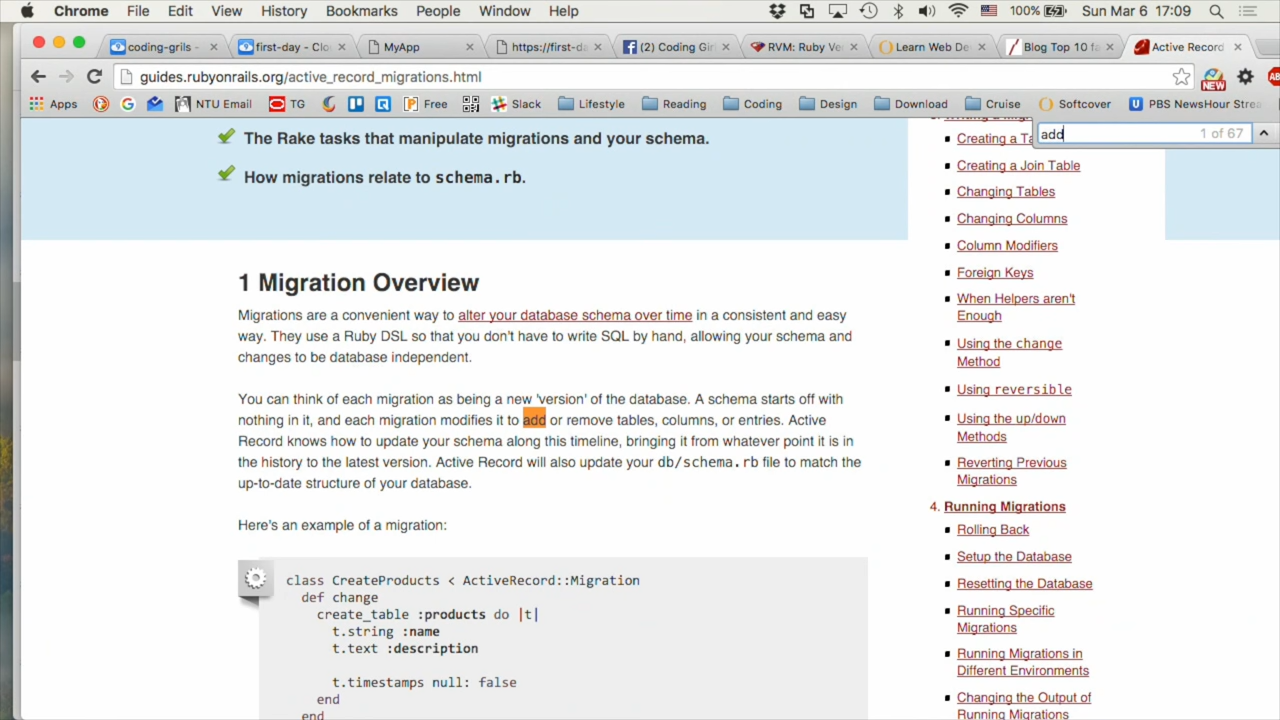 Chrome File Edit View History Bookmarks People Window Help 100% Sun Mar 6 17:09
coding-grils - first-day - Clo MyApp https://first-da (2) Coding Gir RVM: Ruby Ve Learn Web De Blog Top 10 fa Active Record
guides.rubyonrails.org/active_record_migrations.html NEW
Apps NTU Email TG Free Slack Lifestyle Reading Coding Design Download Cruise Softcover PBS NewsHour Strea
add 1 of 67
The Rake tasks that manipulate migrations and your schema.
How migrations relate to schema.rb.
1 Migration Overview
Migrations are a convenient way to alter your database schema over time in a consistent and easy
way. They use a Ruby DSL so that you don't have to write SQL by hand, allowing your schema and
changes to be database independent.
You can think of each migration as being a new 'version' of the database. A schema starts off with
nothing in it, and each migration modifies it to add or remove tables, columns, or entries. Active
Record knows how to update your schema along this timeline, bringing it from whatever point it is in
the history to the latest version. Active Record will also update your db/schema.rb file to match the
up-to-date structure of your database.
Here's an example of a migration:
class CreateProducts < ActiveRecord::Migration
def change
create_table :products do |t|
t.string :name
t.text :description
t.timestamps null: false
end
end
Creating a Ta
Creating a Join Table
Changing Tables
Changing Columns
Column Modifiers
Foreign Keys
When Helpers aren't
Enough
Using the change
Method
Using reversible
Using the up/down
Methods
Reverting Previous
Migrations
4. Running Migrations
Rolling Back
Setup the Database
Resetting the Database
Running Specific
Migrations
Running Migrations in
Different Environments
Changing the Output of
Running Migrations